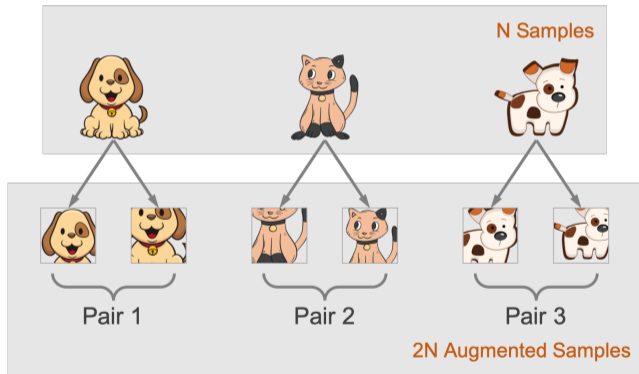 N Samples
Pair 1
Pair 2
Pair 3
2N Augmented Samples